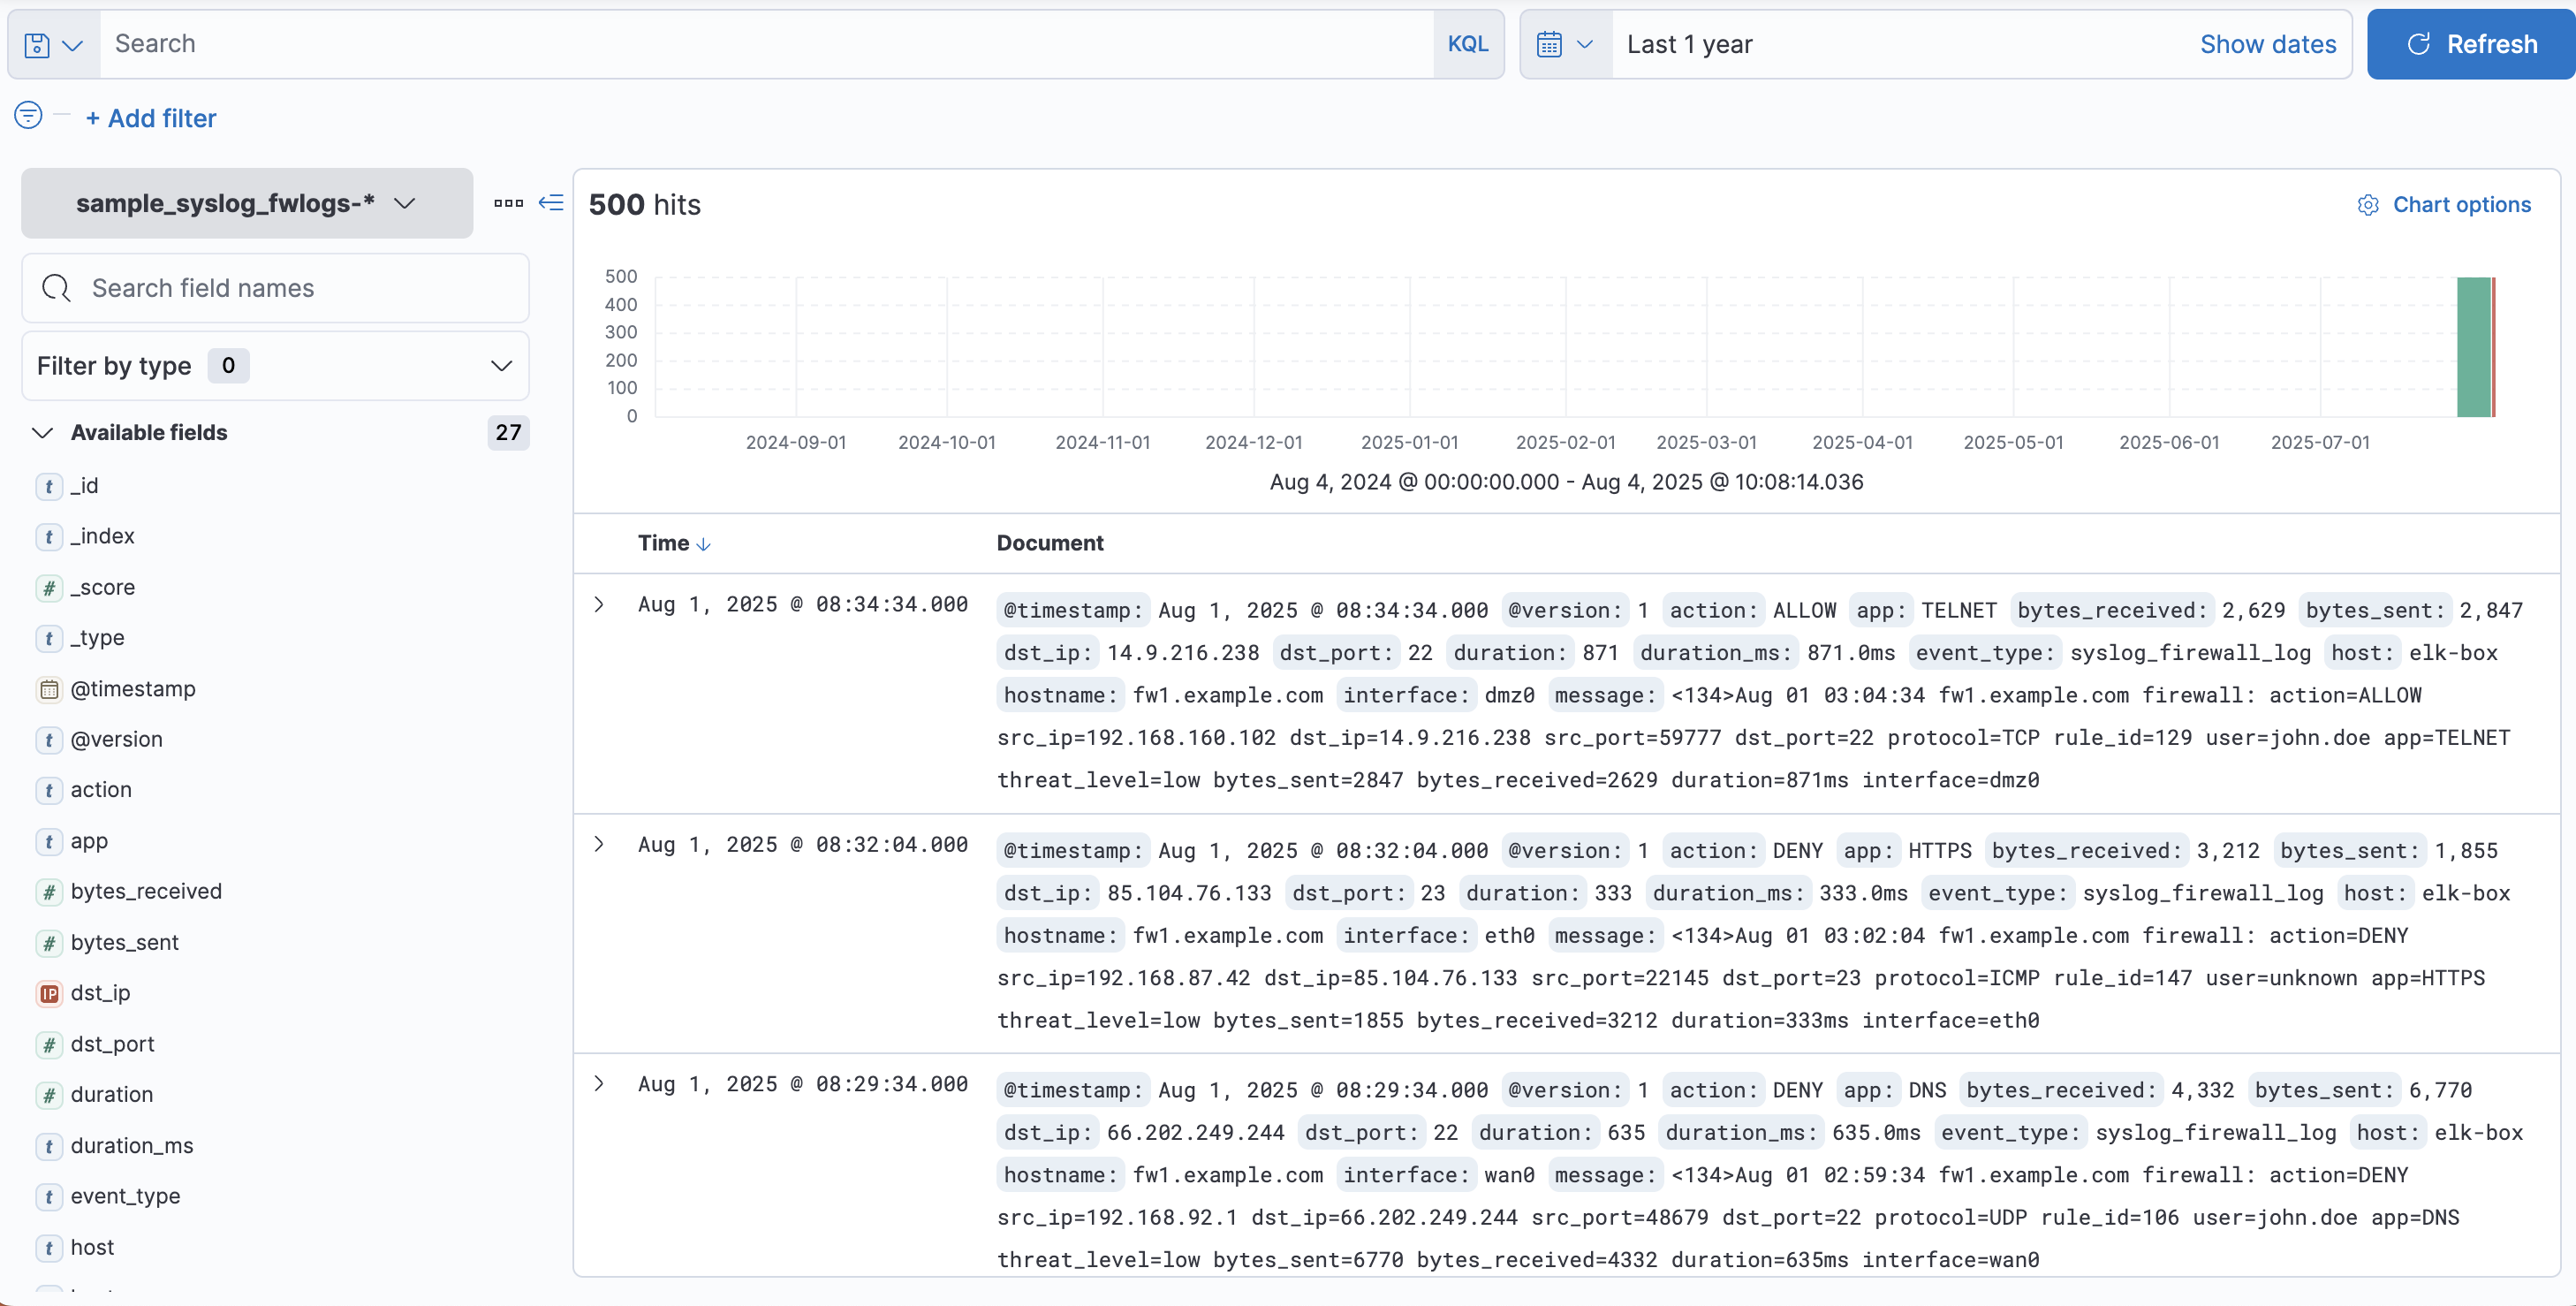 Search KQL Last 1 year Show dates Refresh
+ Add filter
sample_syslog_fwlogs-*
Search field names
Filter by type 0
Available fields 27
t _id
t _index
# _score
t _type
@timestamp
t @version
t action
t app
# bytes_received
# bytes_sent
IP dst_ip
# dst_port
# duration
t duration_ms
t event_type
t host
500 hits Chart options
500
400
300
200
100
0
2024-09-01 2024-10-01 2024-11-01 2024-12-01 2025-01-01 2025-02-01 2025-03-01 2025-04-01 2025-05-01 2025-06-01 2025-07-01
Aug 4, 2024 @ 00:00:00.000 - Aug 4, 2025 @ 10:08:14.036
Time Document
Aug 1, 2025 @ 08:34:34.000 @timestamp: Aug 1, 2025 @ 08:34:34.000 @version: 1 action: ALLOW app: TELNET bytes_received: 2,629 bytes_sent: 2,847
dst_ip: 14.9.216.238 dst_port: 22 duration: 871 duration_ms: 871.0ms event_type: syslog_firewall_log host: elk-box
hostname: fw1.example.com interface: dmz0 message: <134>Aug 01 03:04:34 fw1.example.com firewall: action=ALLOW
src_ip=192.168.160.102 dst_ip=14.9.216.238 src_port=59777 dst_port=22 protocol=TCP rule_id=129 user=john.doe app=TELNET
threat_level=low bytes_sent=2847 bytes_received=2629 duration=871ms interface=dmz0
Aug 1, 2025 @ 08:32:04.000 @timestamp: Aug 1, 2025 @ 08:32:04.000 @version: 1 action: DENY app: HTTPS bytes_received: 3,212 bytes_sent: 1,855
dst_ip: 85.104.76.133 dst_port: 23 duration: 333 duration_ms: 333.0ms event_type: syslog_firewall_log host: elk-box
hostname: fw1.example.com interface: eth0 message: <134>Aug 01 03:02:04 fw1.example.com firewall: action=DENY
src_ip=192.168.87.42 dst_ip=85.104.76.133 src_port=22145 dst_port=23 protocol=ICMP rule_id=147 user=unknown app=HTTPS
threat_level=low bytes_sent=1855 bytes_received=3212 duration=333ms interface=eth0
Aug 1, 2025 @ 08:29:34.000 @timestamp: Aug 1, 2025 @ 08:29:34.000 @version: 1 action: DENY app: DNS bytes_received: 4,332 bytes_sent: 6,770
dst_ip: 66.202.249.244 dst_port: 22 duration: 635 duration_ms: 635.0ms event_type: syslog_firewall_log host: elk-box
hostname: fw1.example.com interface: wan0 message: <134>Aug 01 02:59:34 fw1.example.com firewall: action=DENY
src_ip=192.168.92.1 dst_ip=66.202.249.244 src_port=48679 dst_port=22 protocol=UDP rule_id=106 user=john.doe app=DNS
threat_level=low bytes_sent=6770 bytes_received=4332 duration=635ms interface=wan0